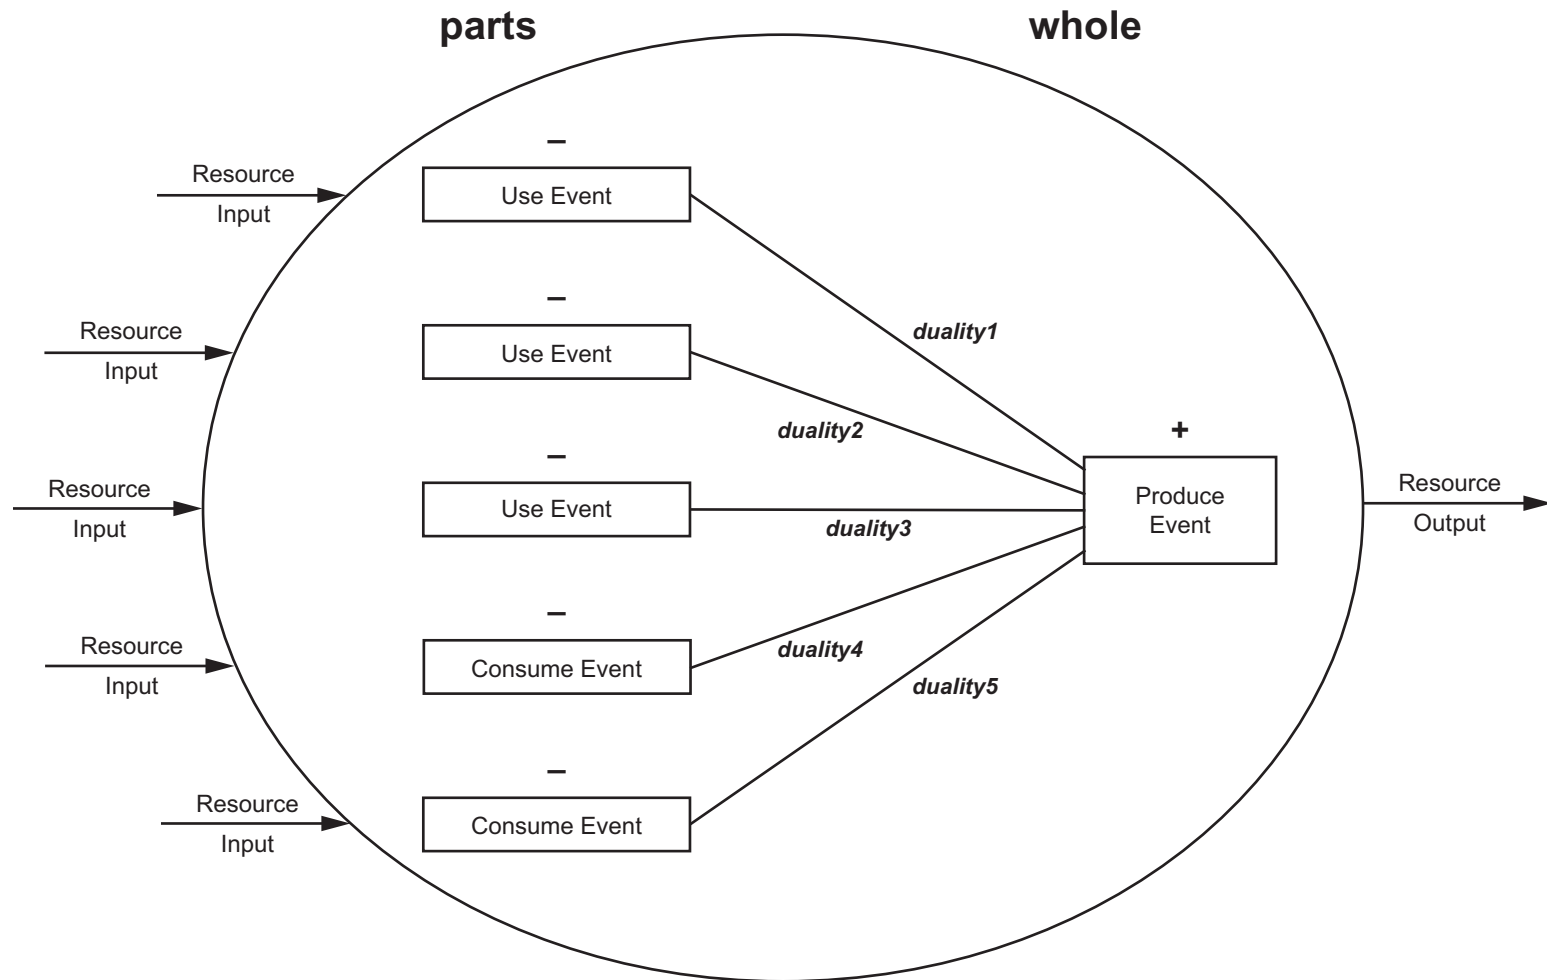 parts
whole
–
Resource
Use Event
Input
–
Resource
duality1
Use Event
Input
duality2
+
–
Resource
Produce
Resource
Use Event
Event
Input
duality3
Output
–
Resource
duality4
Consume Event
Input
duality5
–
Resource
Consume Event
Input